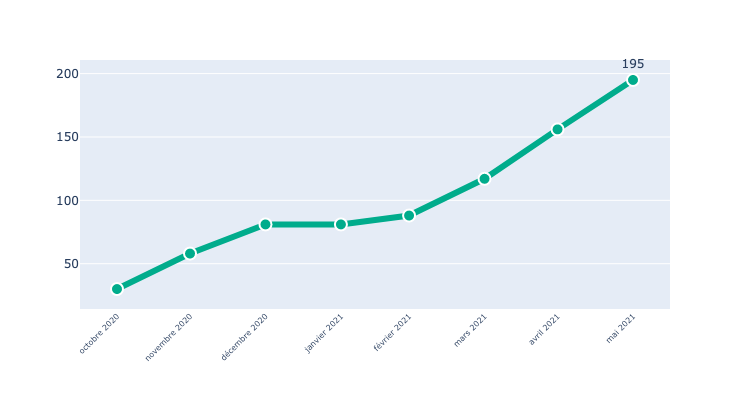 195
200
150
100
50
octobre 2020
novembre 2020
décembre 2020
janvier 2021
février 2021
mars 2021
avril 2021
mai 2021